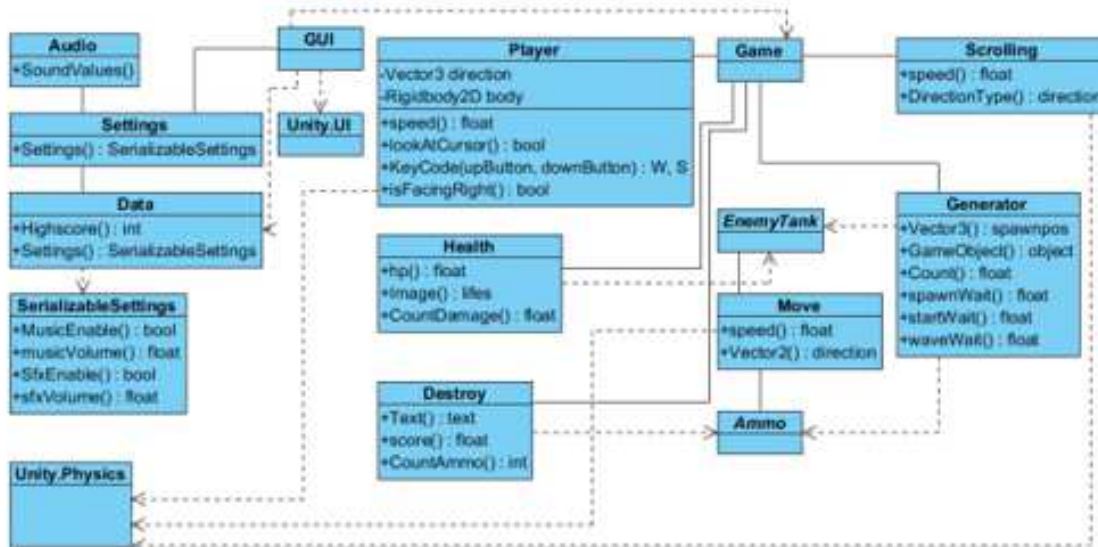 Audio
+SoundValues()
GUI
Player
-Vector3 direction
-Rigidbody2D body
+speed() : float
+lookAtCursor() : bool
+KeyCode(upButton, downButton) : W, S
+isFacingRight() : bool
Game
Scrolling
+speed() : float
+DirectionType() : direction
Settings
+Settings() : SerializableSettings
Unity.UI
Data
+Highscore() : int
+Settings() : SerializableSettings
EnemyTank
Generator
+Vector3() : spawnpos
+GameObject() : object
+Count() : float
+spawnWait() : float
+startWait() : float
+waveWait() : float
Health
+hp() : float
+Image() : lifes
+CountDamage() : float
SerializableSettings
+MusicEnable() : bool
+musicVolume() : float
+SfxEnable() : bool
+sfxVolume() : float
Move
+speed() : float
+Vector2() : direction
Destroy
+Text() : text
+score() : float
+CountAmmo() : int
Ammo
Unity.Physics